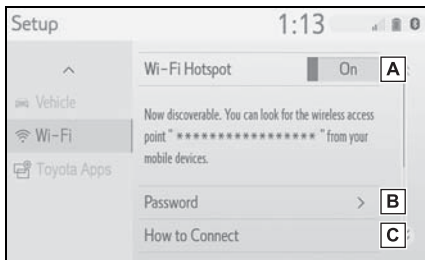 Setup
1:13
Vehicle
Wi-Fi
Toyota Apps
Wi-Fi Hotspot
On
A
Now discoverable. You can look for the wireless access
point " ***************** " from your
mobile devices.
Password
B
How to Connect
C